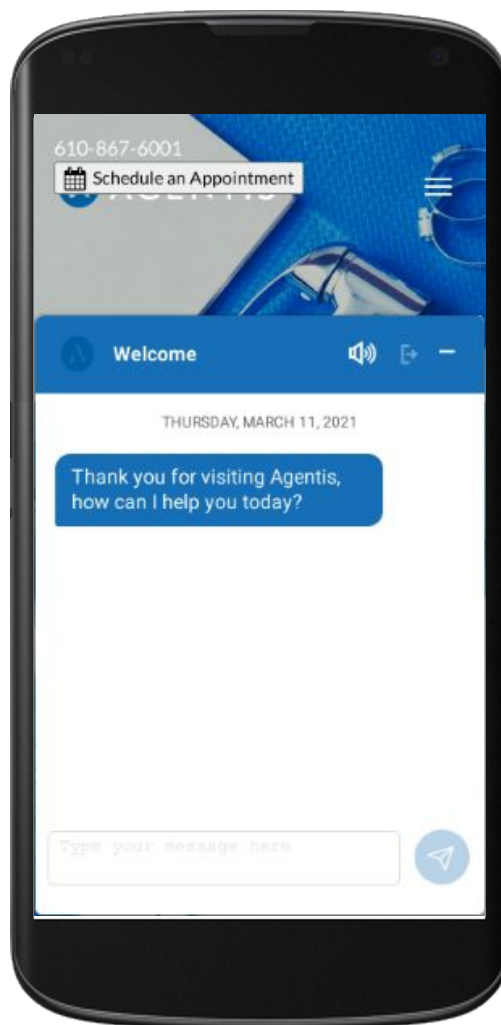 610-867-6001
Schedule an Appointment
AGENTIS
Welcome
THURSDAY, MARCH 11, 2021
Thank you for visiting Agentis,
how can I help you today?
Type your message here